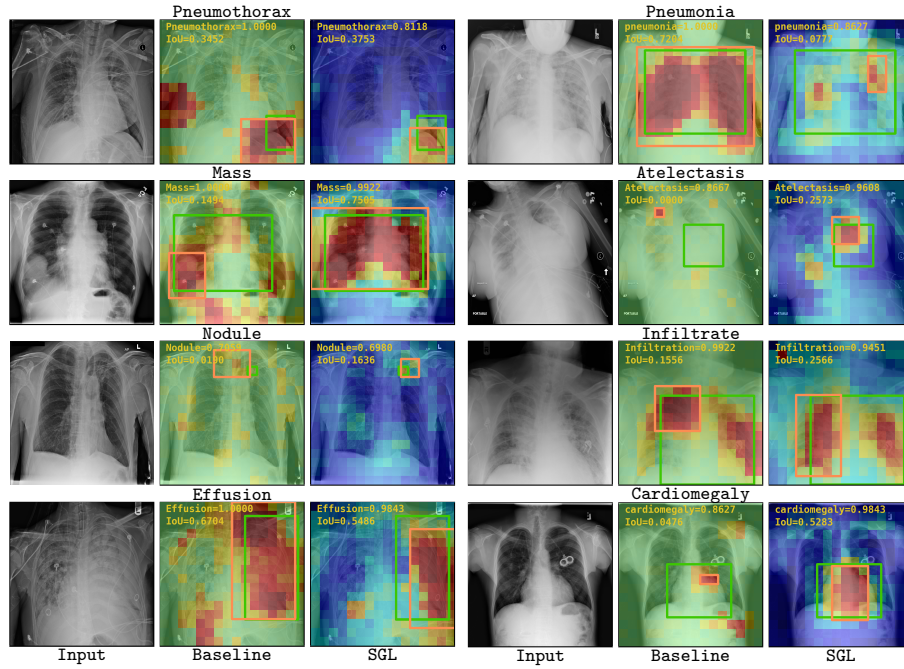 Pneumothorax
Pneumonia
Pneumothorax=1.0000
IoU=0.3452
Pneumothorax=0.8118
IoU=0.3753
IoU=0.7204
pneumonia=0.8627
IoU=0.0777
Mass
Atelectasis
IoU=0.1494
Mass=0.9922
IoU=0.7505
Atelectasis=0.8667
IoU=0.0000
Atelectasis=0.9608
IoU=0.2573
Nodule
Infiltrate
IoU=0.0190
Nodule=0.6980
IoU=0.1636
Infiltration=0.9922
IoU=0.1556
Infiltration=0.9451
IoU=0.2566
Effusion
Cardiomegaly
Effusion=1.0000
IoU=0.6704
Effusion=0.9843
IoU=0.5486
cardiomegaly=0.8627
IoU=0.0476
cardiomegaly=0.9843
IoU=0.5283
Input
Baseline
SGL
Input
Baseline
SGL